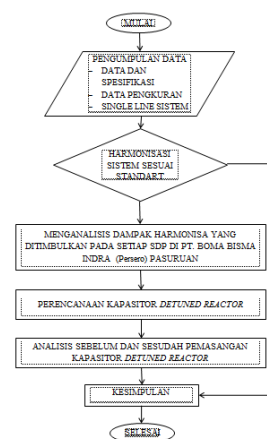 MULAI
PENGUMPULAN DATA
- DATA DAN
SPESIFIKASI
- DATA PENGKURAN
- SINGLE LINE SISTEM
HARMONISASI
SISTEM SESUAI
STANDART
MENGANALISIS DAMPAK HARMONISA YANG
DITIMBULKAN PADA SETIAP SDP DI PT. BOMA BISMA
INDRA (Persero) PASURUAN
PERENCANAAN KAPASITOR DETUNED REACTOR
ANALISIS SEBELUM DAN SESUDAH PEMASANGAN
KAPASITOR DETUNED REACTOR
KESIMPULAN
SELESAI